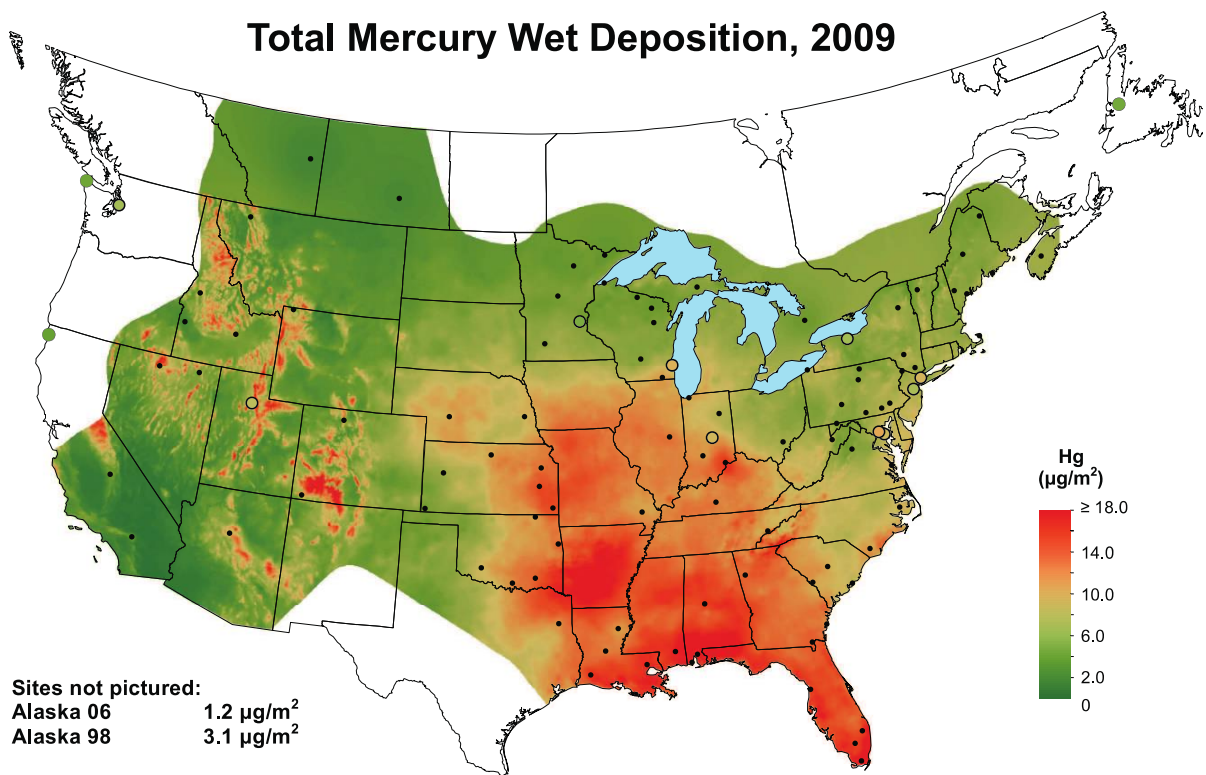 Total Mercury Wet Deposition, 2009
Hg
(µg/m²)
≥ 18.0
14.0
10.0
6.0
2.0
0
Sites not pictured:
Alaska 06 1.2 µg/m²
Alaska 98 3.1 µg/m²